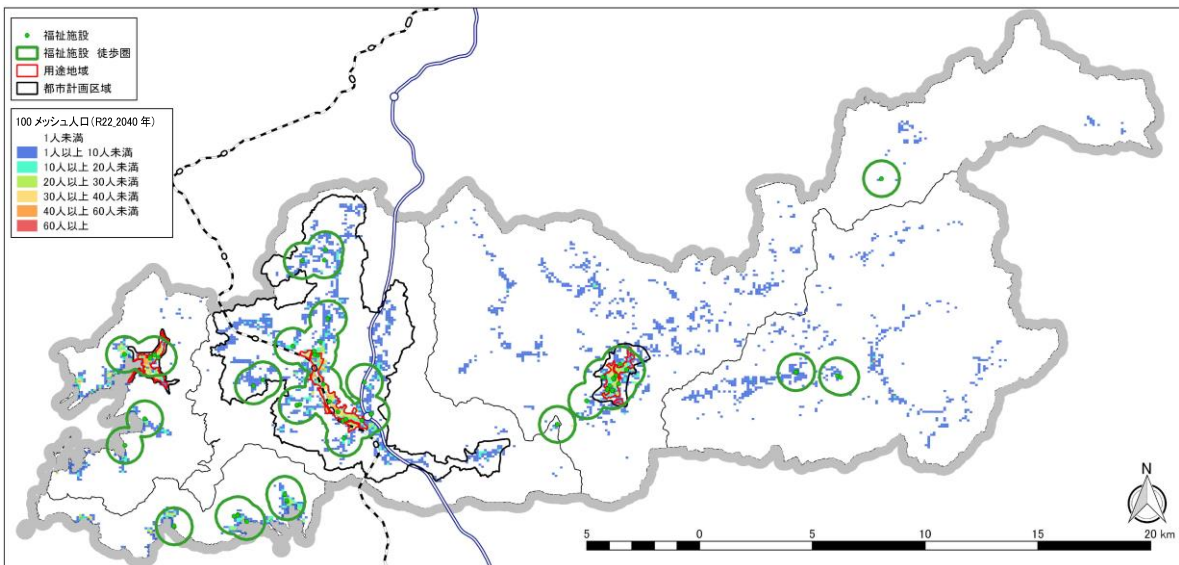 福祉施設
福祉施設 徒歩圏
用途地域
都市計画区域
100 メッシュ人口(R22_2040 年)
1人未満
1人以上 10人未満
10人以上 20人未満
20人以上 30人未満
30人以上 40人未満
40人以上 60人未満
60人以上
N
5 0 5 10 15 20 km